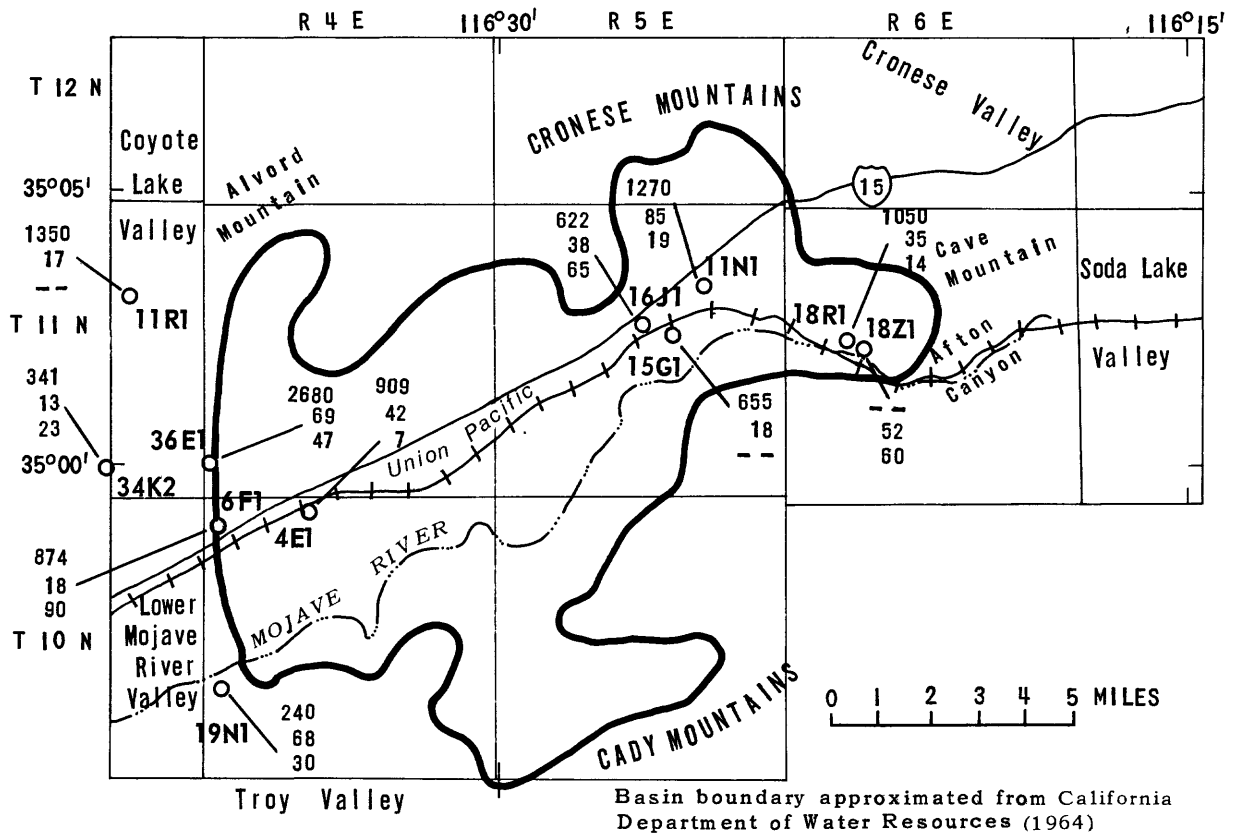 R 4 E 116°30' R 5 E R 6 E 116°15'
T 12 N
Cronese Valley
CRONESE MOUNTAINS
Coyote
Lake
Valley
35°05'
Alvord
Mountain
15
1270
85
19
622
38
65
1050
35
14
Cave
Mountain
1350
17
--
11R1
11N1
Soda Lake
Valley
T 11 N
16J1
18R1
18Z1
15G1
Afton
Canyon
341
13
23
2680
69
47
909
42
7
655
18
--
--
52
60
Union Pacific
36E1
35°00'
34K2
6F1
4E1
MOJAVE RIVER
874
18
90
T 10 N
Lower
Mojave
River
Valley
0 1 2 3 4 5 MILES
19N1
240
68
30
CADY MOUNTAINS
Troy Valley
Basin boundary approximated from California
Department of Water Resources (1964)